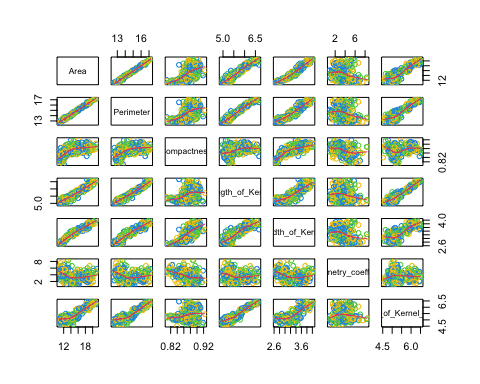 13 16 5.0 6.5 2 6
Area 12
13 17 Perimeter
ompactnes 0.82
5.0 gth_of_Ke
dth_of_Ker 2.6 4.0
2 8 metry_coeff
of_Kernel_ 4.5 6.5
12 18 0.82 0.92 2.6 3.6 4.5 6.0